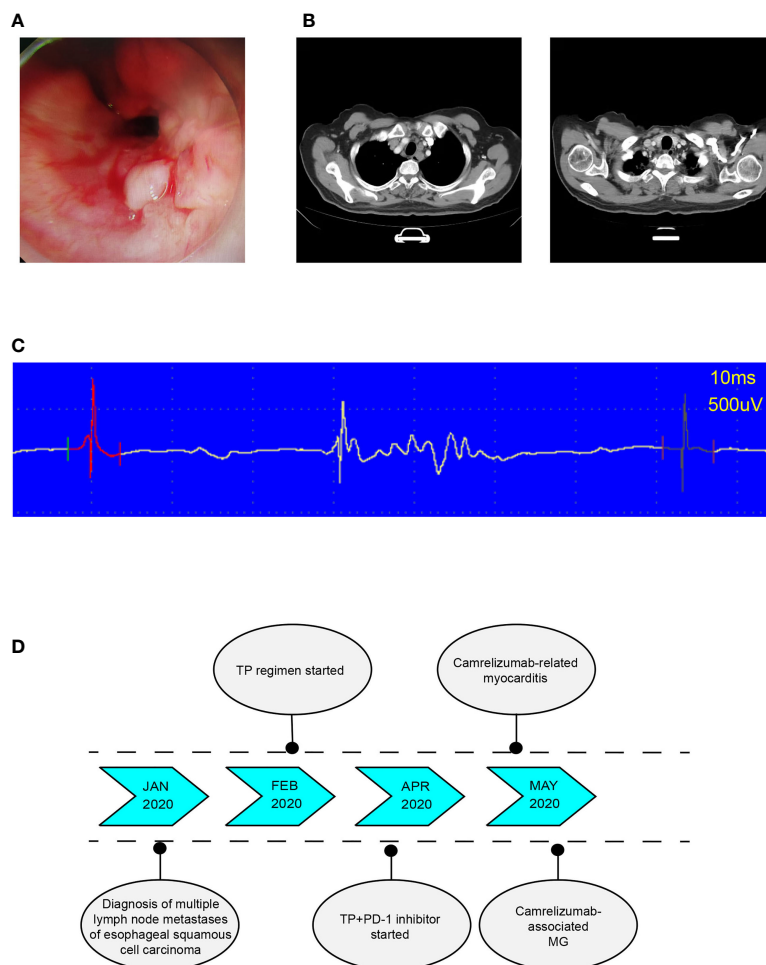 A
B
C
10ms
500uV
D
TP regimen started
Camrelizumab-related
myocarditis
JAN
2020
FEB
2020
APR
2020
MAY
2020
Diagnosis of multiple
lymph node metastases
of esophageal squamous
cell carcinoma
TP+PD-1 inhibitor
started
Camrelizumab-
associated
MG